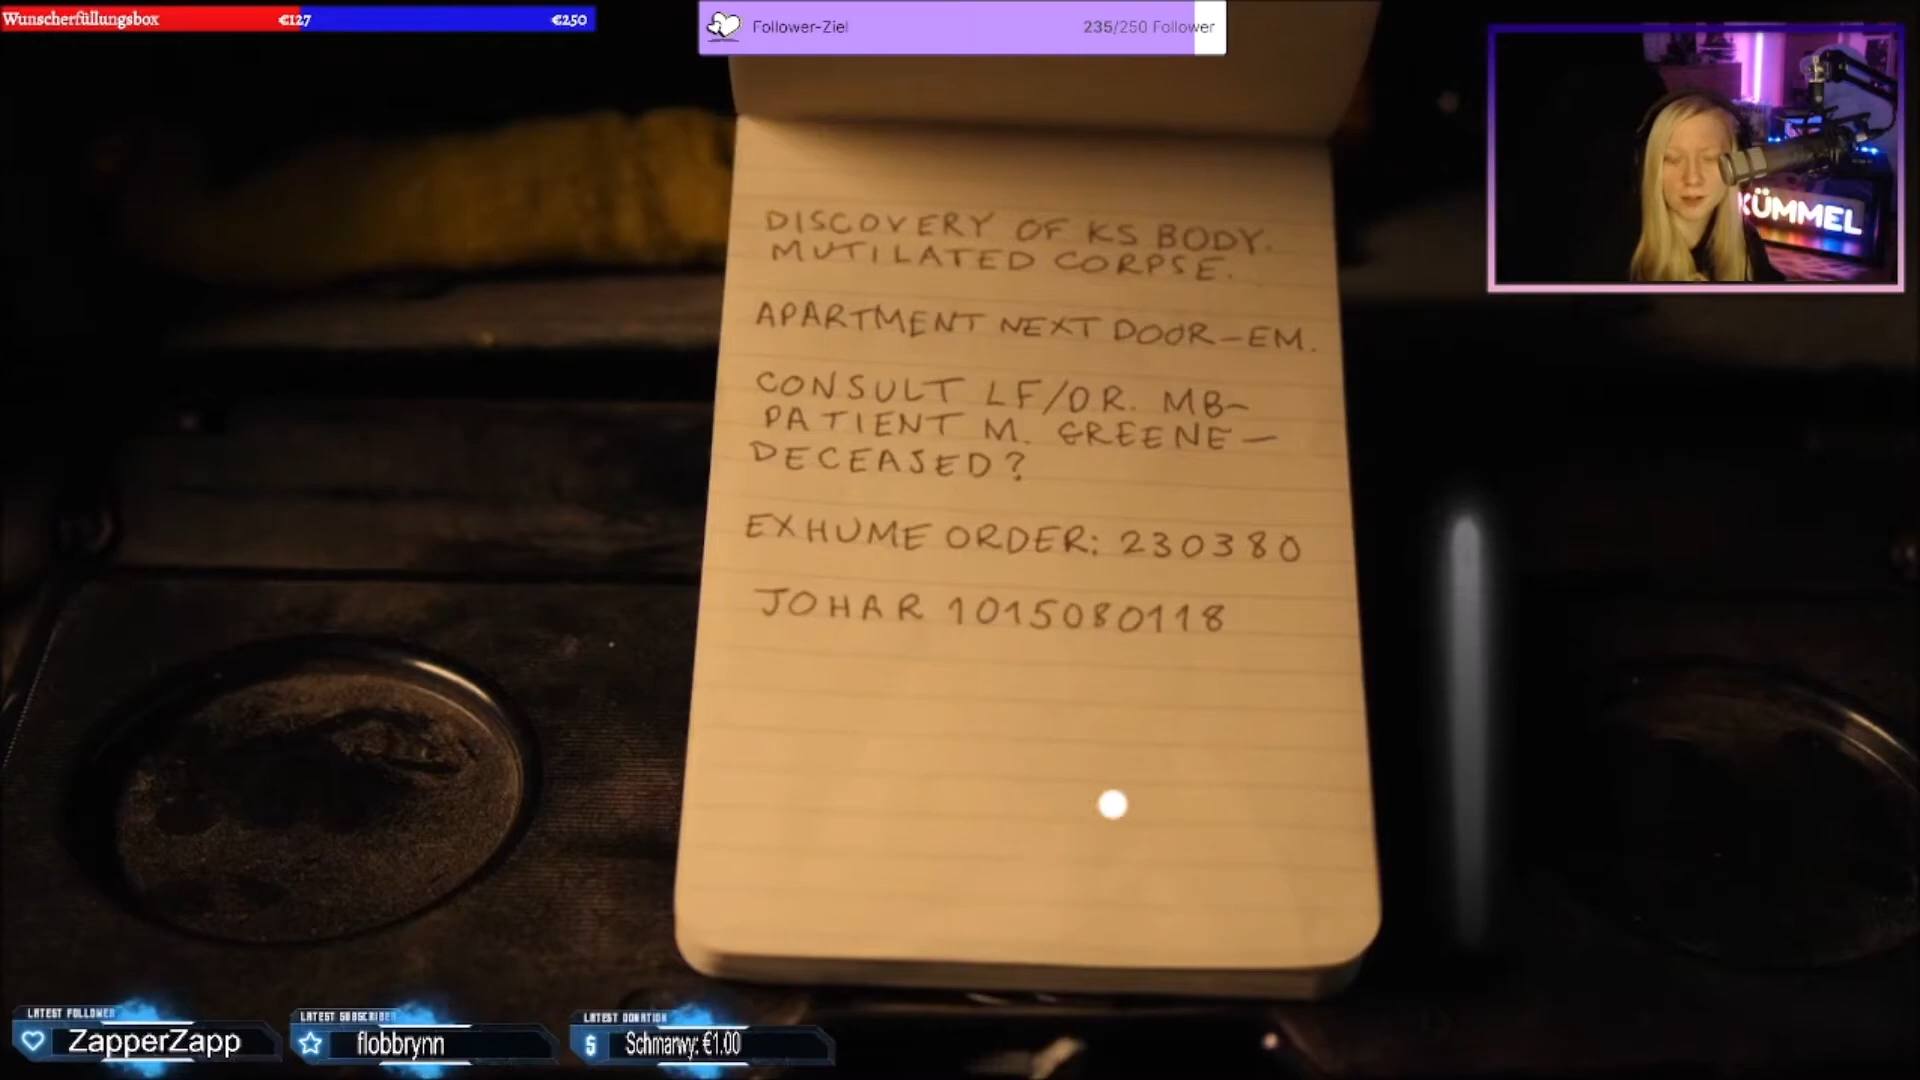 Wunscherfüllungsbox €127 €250
Follower-Ziel 235/250 Follower
KÜMMEL
DISCOVERY OF KS BODY.
MUTILATED CORPSE.
APARTMENT NEXT DOOR–EM.
CONSULT LF/DR. MB–
PATIENT M. GREENE–
DECEASED?
EXHUME ORDER: 230380
JOHAR 1015080118
LATEST FOLLOWER
ZapperZapp
LATEST SUBSCRIBER
flobbrynn
LATEST DONATION
$ Schmarwy: €1.00